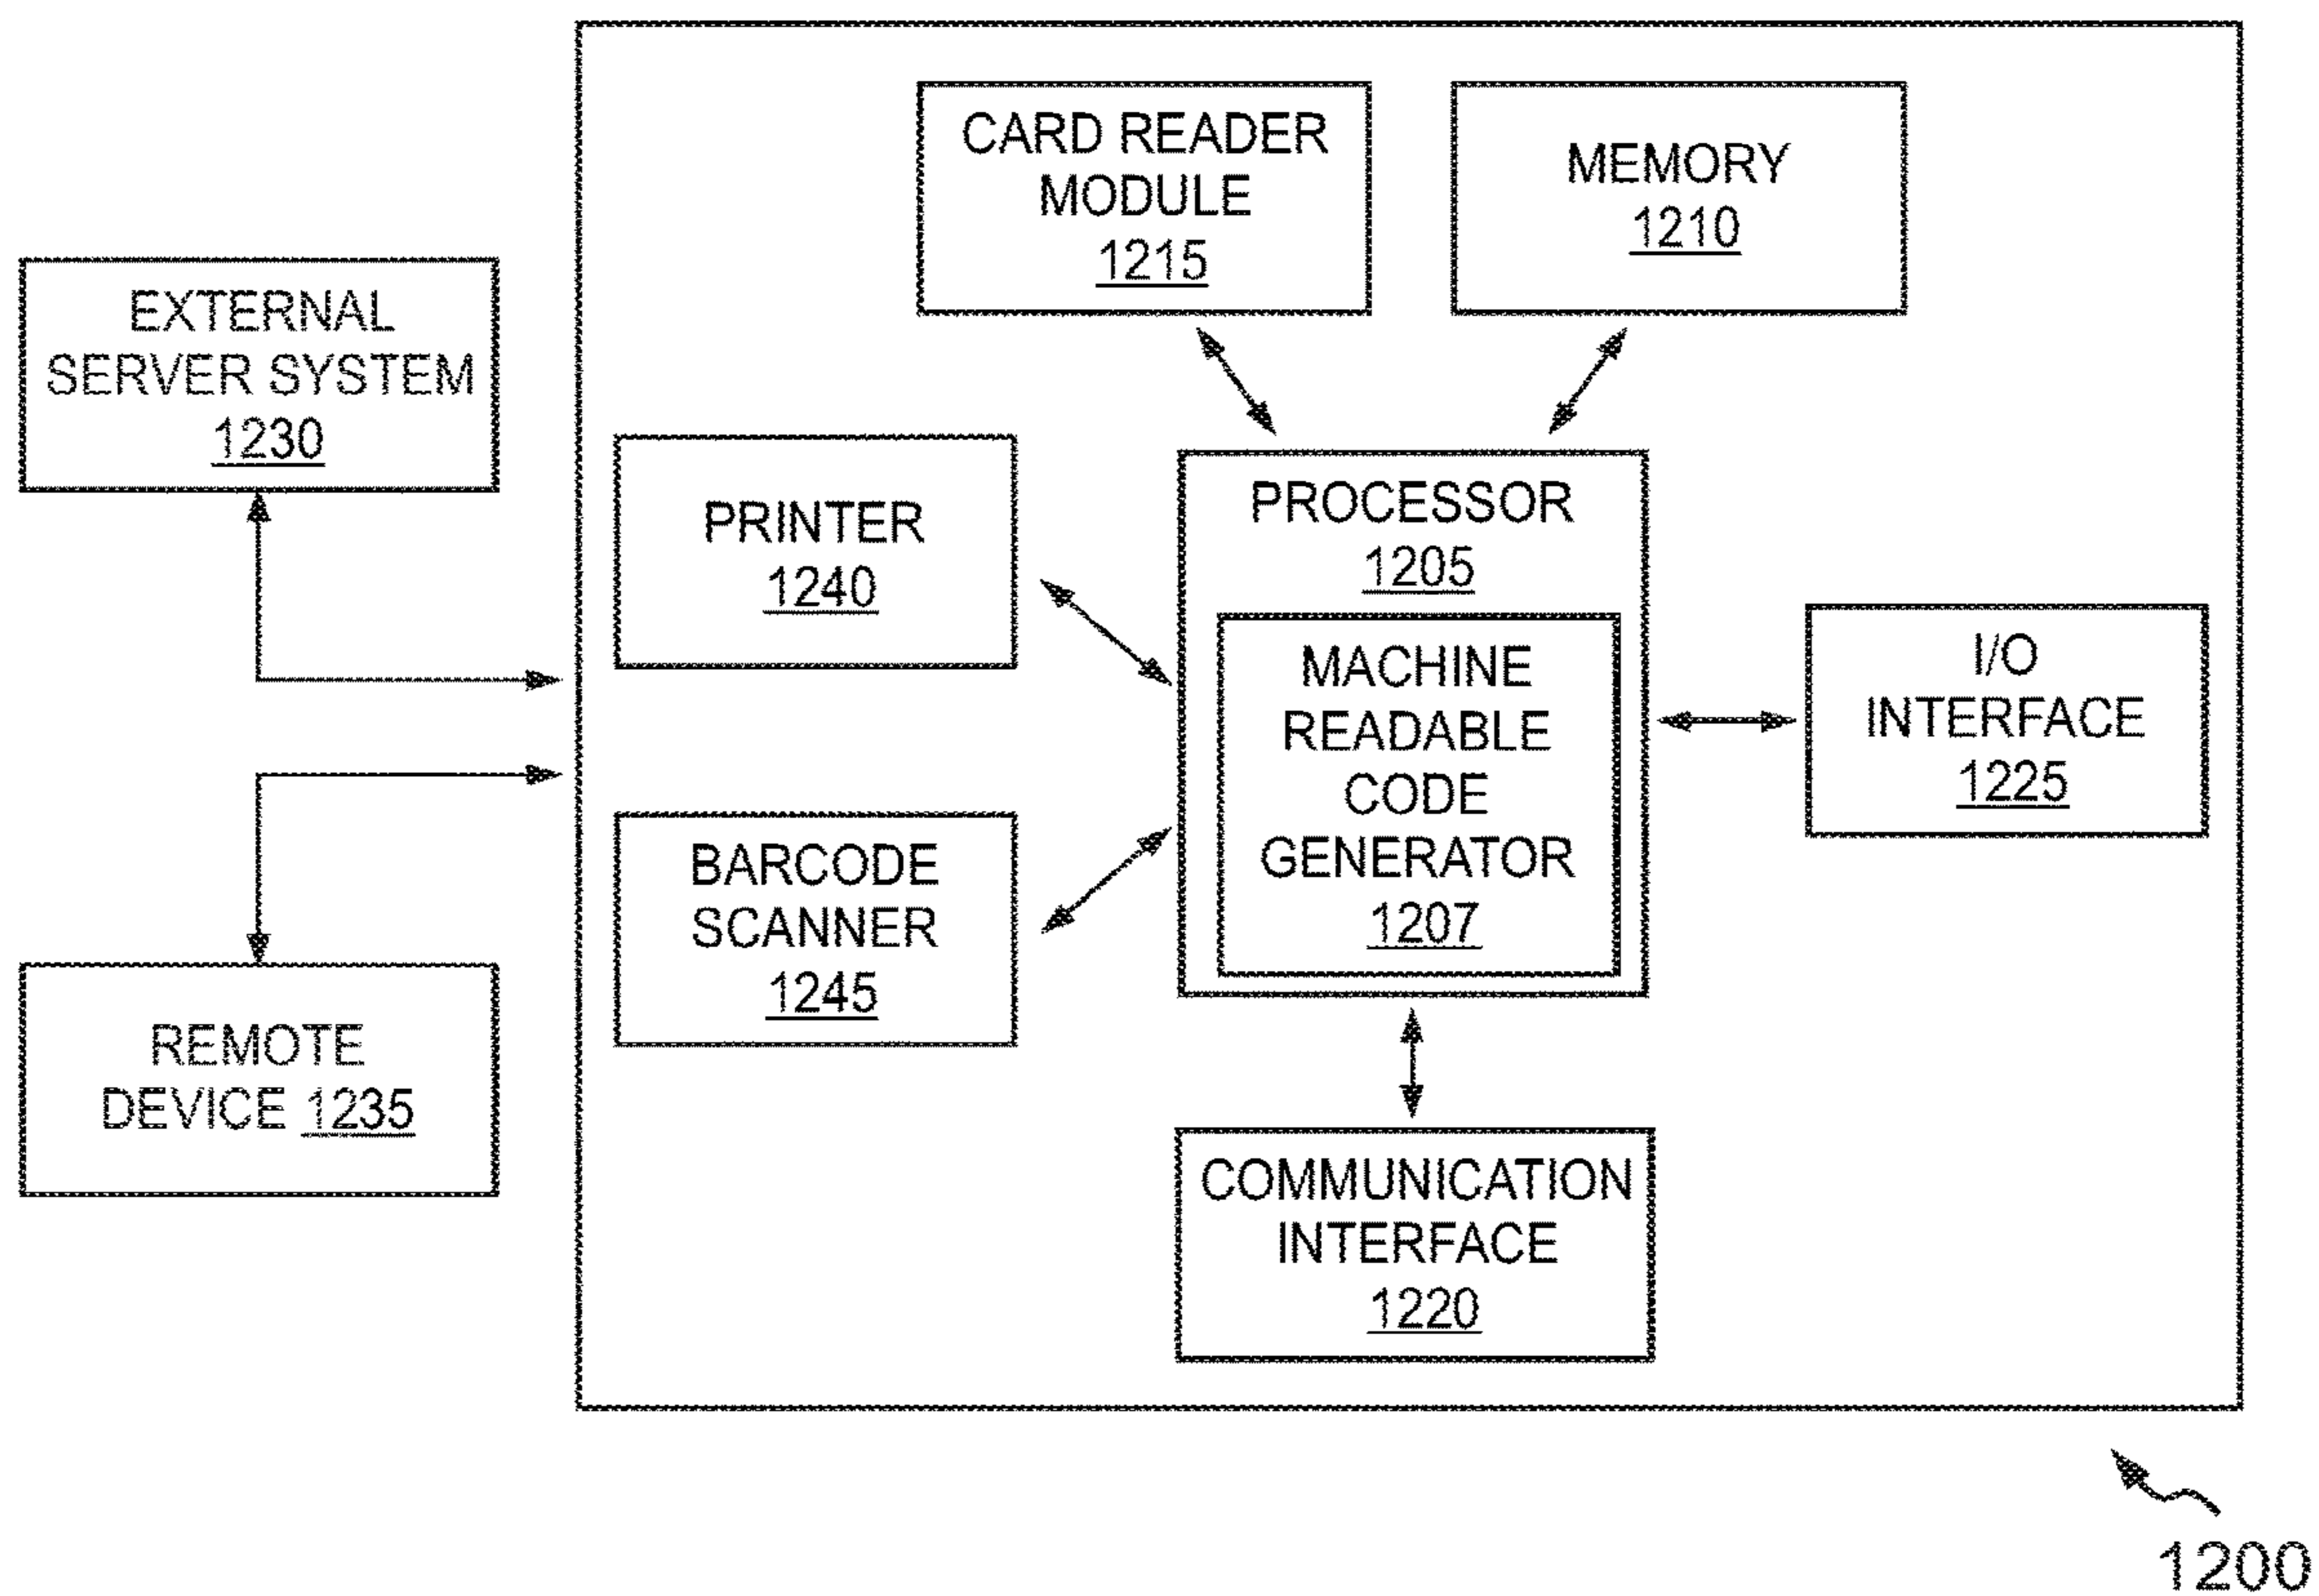 CARD READER
MODULE
1215
MEMORY
1210
EXTERNAL
SERVER SYSTEM
1230
PRINTER
1240
PROCESSOR
1205
MACHINE
READABLE
CODE
GENERATOR
1207
I/O
INTERFACE
1225
BARCODE
SCANNER
1245
REMOTE
DEVICE 1235
COMMUNICATION
INTERFACE
1220
1200